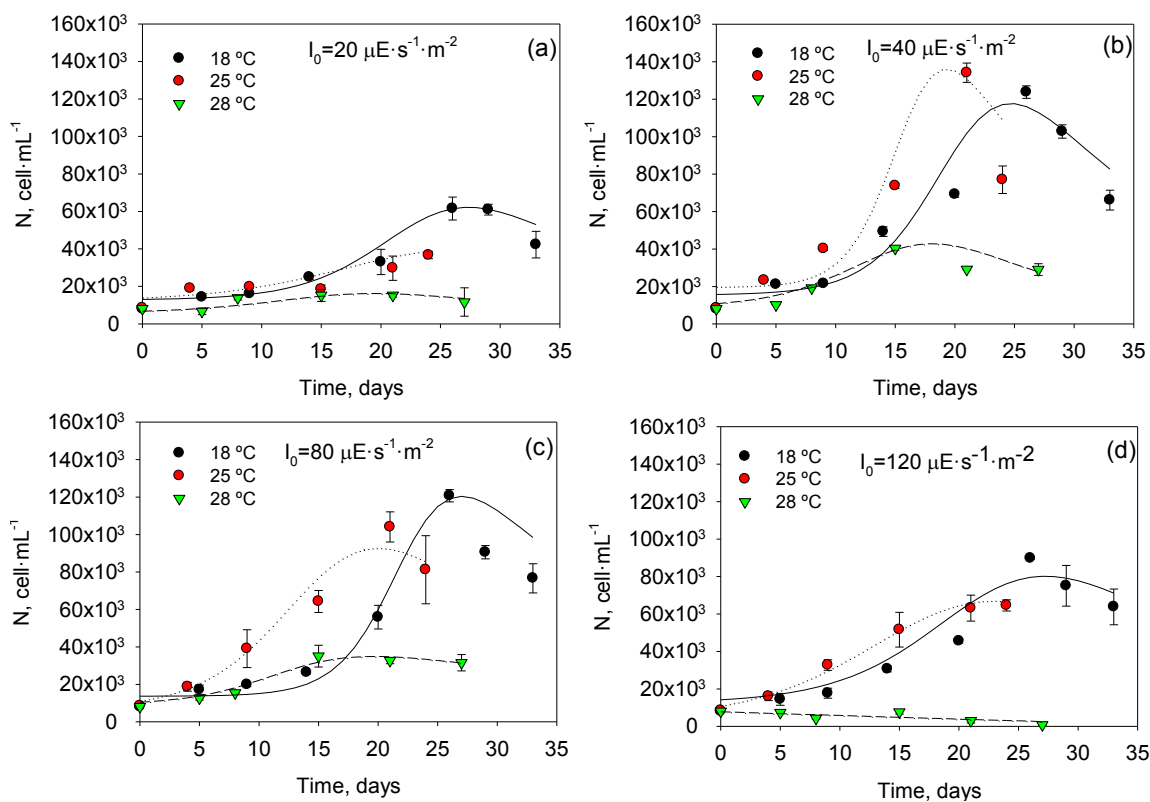 160x10³
140x10³
120x10³
100x10³
80x10³
60x10³
40x10³
20x10³
0
N, cell·mL⁻¹
I₀=20 µE·s⁻¹·m⁻²
(a)
18 ºC
25 ºC
28 ºC
0 5 10 15 20 25 30 35
Time, days
160x10³
140x10³
120x10³
100x10³
80x10³
60x10³
40x10³
20x10³
0
N, cell·mL⁻¹
I₀=40 µE·s⁻¹·m⁻²
(b)
18 ºC
25 ºC
28 ºC
0 5 10 15 20 25 30 35
Time, days
160x10³
140x10³
120x10³
100x10³
80x10³
60x10³
40x10³
20x10³
0
N, cell·mL⁻¹
I₀=80 µE·s⁻¹·m⁻²
(c)
18 ºC
25 ºC
28 ºC
0 5 10 15 20 25 30 35
Time, days
160x10³
140x10³
120x10³
100x10³
80x10³
60x10³
40x10³
20x10³
0
N, cell·mL⁻¹
I₀=120 µE·s⁻¹·m⁻²
(d)
18 ºC
25 ºC
28 ºC
0 5 10 15 20 25 30 35
Time, days